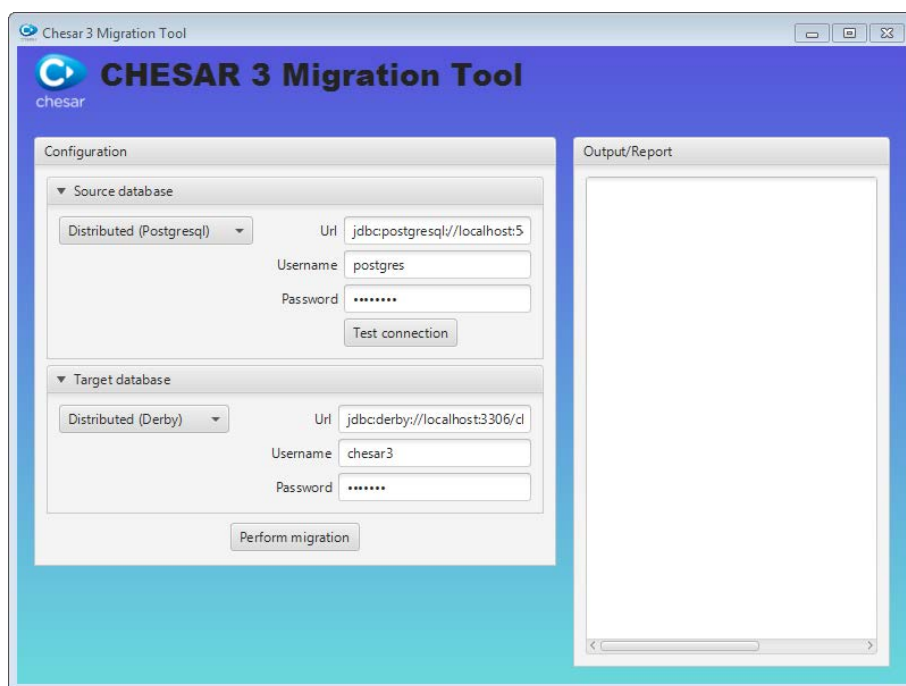 Chesar 3 Migration Tool
CHESAR 3 Migration Tool
chesar
Configuration
Source database
Distributed (Postgresql)
Url
jdbc:postgresql://localhost:5
Username
postgres
Password
••••••••
Test connection
Target database
Distributed (Derby)
Url
jdbc:derby://localhost:3306/cl
Username
chesar3
Password
•••••••
Perform migration
Output/Report